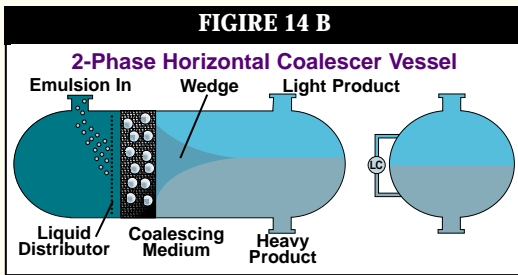 FIGIRE 14 B
2-Phase Horizontal Coalescer Vessel
Emulsion In
Wedge
Light Product
LC
Liquid
Distributor
Coalescing
Medium
Heavy
Product